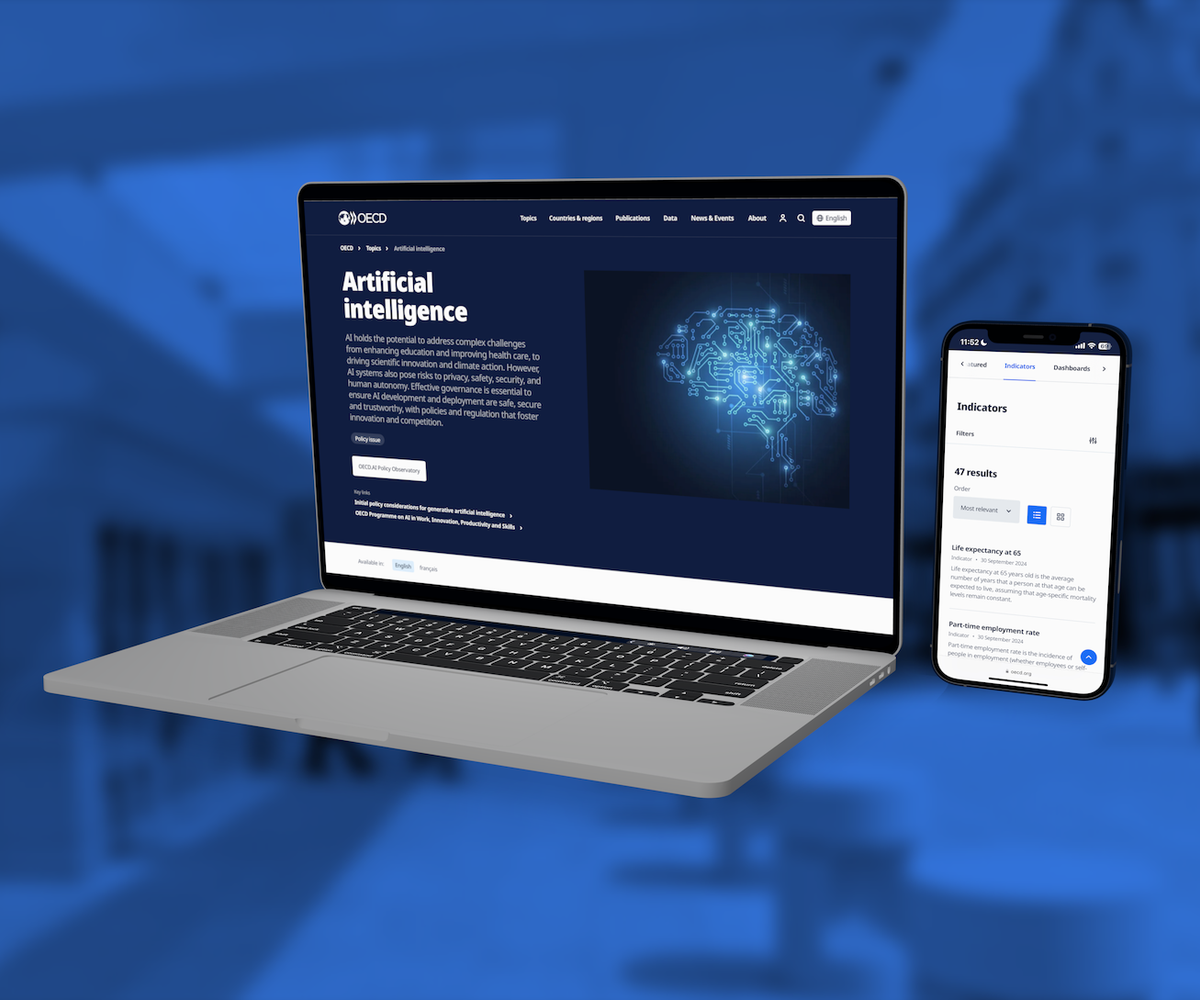 OECD
Topics Countries & regions Publications Data News & Events About English
OECD > Topics > Artificial intelligence
Artificial
intelligence
AI holds the potential to address complex challenges
from enhancing education and improving health care, to
driving scientific innovation and climate action. However,
AI systems also pose risks to privacy, safety, security, and
human autonomy. Effective governance is essential to
ensure AI development and deployment are safe, secure
and trustworthy, with policies and regulation that foster
innovation and competition.
Policy issue
OECD.AI Policy Observatory
Key links
Initial policy considerations for generative artificial intelligence >
OECD Programme on AI in Work, Innovation, Productivity and Skills >
Available in: English français
return
shift
11:52
< atured Indicators Dashboards >
Indicators
Filters
47 results
Order
Most relevant
Life expectancy at 65
Indicator • 30 September 2024
Life expectancy at 65 years old is the average
number of years that a person at that age can be
expected to live, assuming that age-specific mortality
levels remain constant.
Part-time employment rate
Indicator • 30 September 2024
Part-time employment rate is the incidence of
people in employment (whether employees or self-
oecd.org